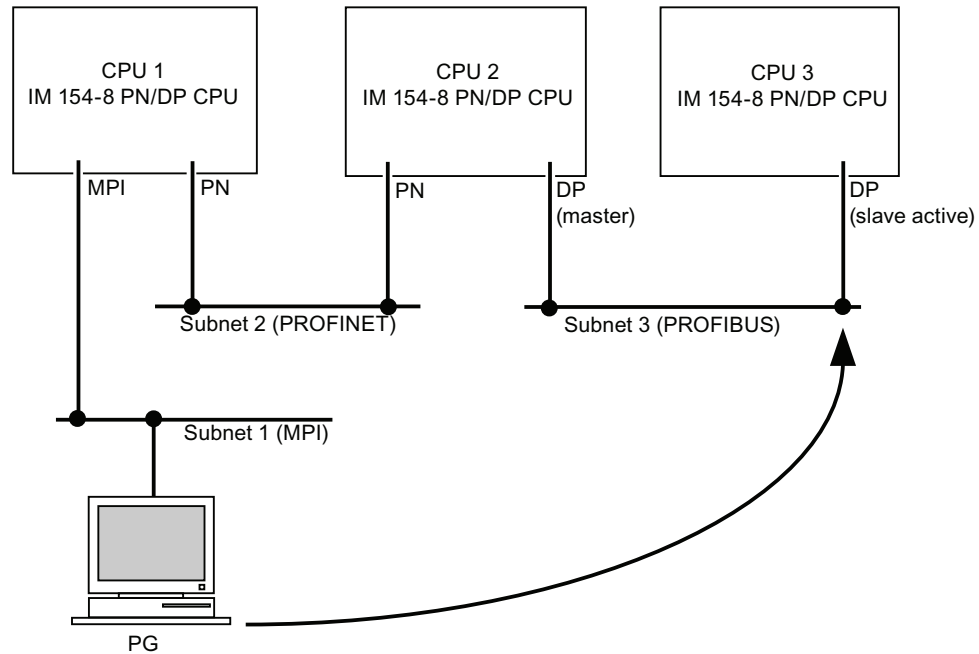 CPU 1
IM 154-8 PN/DP CPU
CPU 2
IM 154-8 PN/DP CPU
CPU 3
IM 154-8 PN/DP CPU
MPI
PN
PN
DP
(master)
DP
(slave active)
Subnet 2 (PROFINET)
Subnet 3 (PROFIBUS)
Subnet 1 (MPI)
PG